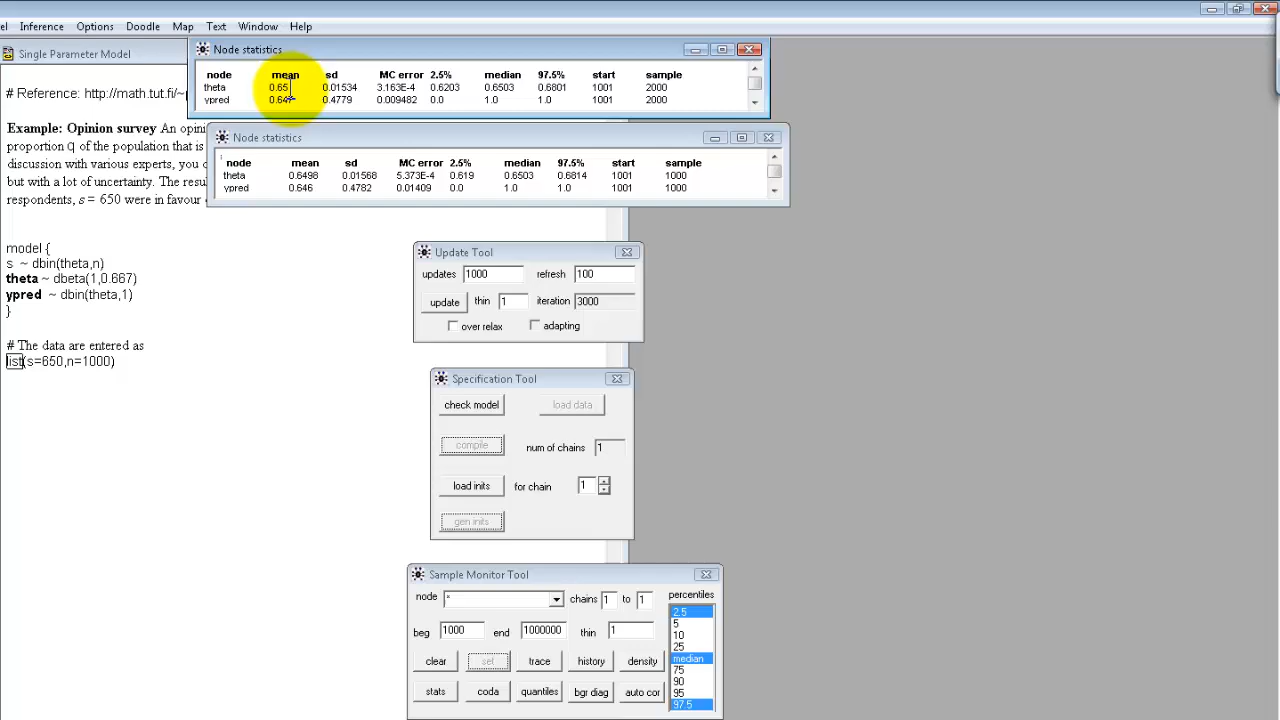 el Inference Options Doodle Map Text Window Help
Single Parameter Model
Node statistics
node mean sd MC error 2.5% median 97.5% start sample
theta 0.65 0.01534 3.163E-4 0.6203 0.6503 0.6801 1001 2000
ypred 0.647 0.4779 0.009482 0.0 1.0 1.0 1001 2000
Node statistics
node mean sd MC error 2.5% median 97.5% start sample
theta 0.6498 0.01568 5.373E-4 0.619 0.6503 0.6814 1001 1000
ypred 0.646 0.4782 0.01409 0.0 1.0 1.0 1001 1000
# Reference: http://math.tut.fi/~
Example: Opinion survey An opini
proportion q of the population that is
discussion with various experts, you
but with a lot of uncertainty. The resu
respondents, s = 650 were in favour
model {
s ~ dbin(theta,n)
theta ~ dbeta(1,0.667)
ypred ~ dbin(theta,1)
}
# The data are entered as
list(s=650,n=1000)
Update Tool
updates 1000 refresh 100
update thin 1 iteration 3000
over relax adapting
Specification Tool
check model load data
compile num of chains 1
load inits for chain 1
gen inits
Sample Monitor Tool
node * chains 1 to 1 percentiles
beg 1000 end 1000000 thin 1
clear set trace history density
stats coda quantiles bgr diag auto cor
2.5
5
10
25
median
75
90
95
97.5